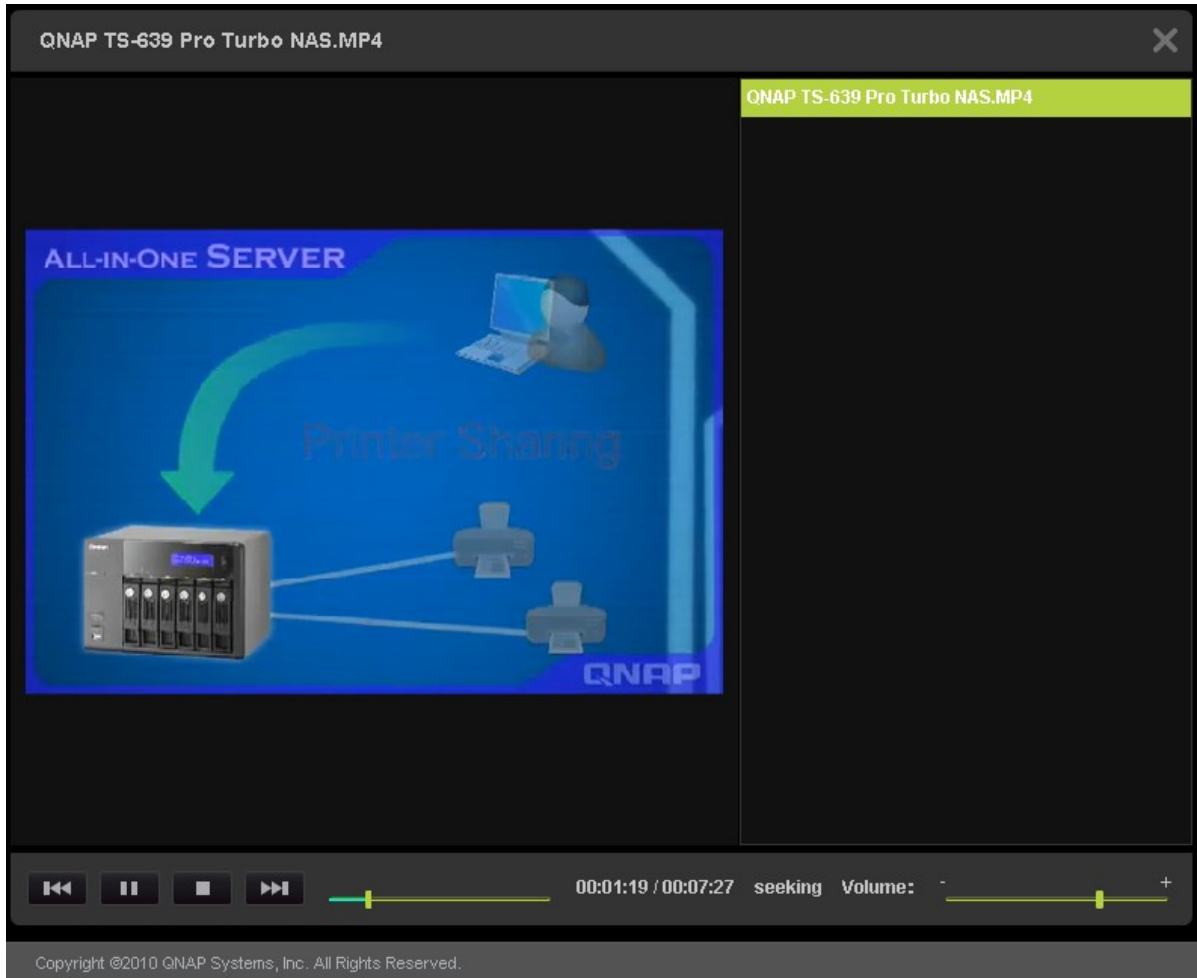 QNAP TS-639 Pro Turbo NAS.MP4
QNAP TS-639 Pro Turbo NAS.MP4
ALL-IN-ONE SERVER
Printer Sharing
QNAP
00:01:19 / 00:07:27 seeking Volume: - +
Copyright ©2010 QNAP Systems, Inc. All Rights Reserved.